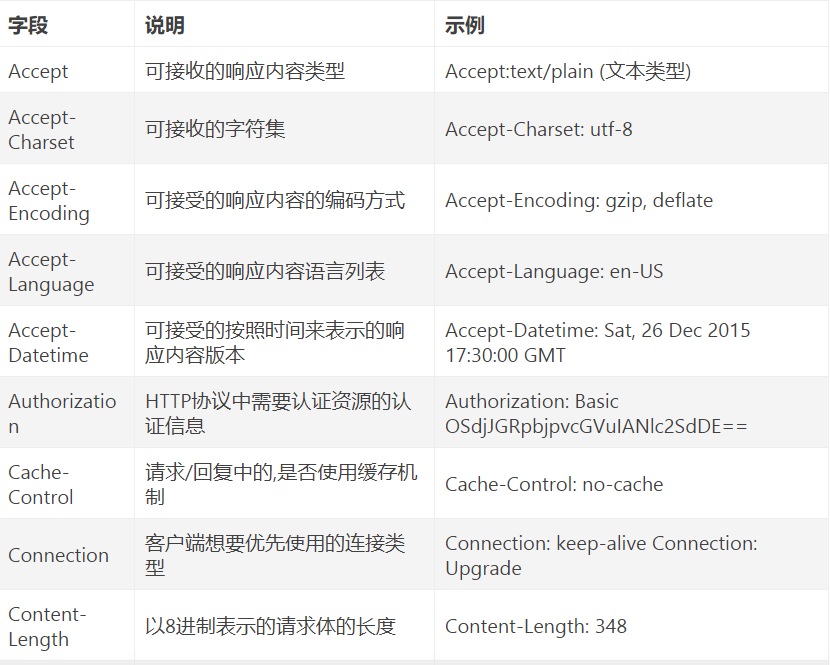 字段 说明 示例
Accept 可接收的响应内容类型 Accept:text/plain (文本类型)
Accept-
Charset
可接收的字符集
Accept-Charset: utf-8
Accept-
Encoding
可接受的响应内容的编码方式
Accept-Encoding: gzip, deflate
Accept-
Language
可接受的响应内容语言列表
Accept-Language: en-US
Accept-
Datetime
可接受的按照时间来表示的响
应内容版本
Accept-Datetime: Sat, 26 Dec 2015
17:30:00 GMT
Authorizatio
n
HTTP协议中需要认证资源的认
证信息
Authorization: Basic
OSdjJGRpbjpvcGVuIANlc2SdDE==
Cache-
Control
请求/回复中的,是否使用缓存机
制
Cache-Control: no-cache
Connection
客户端想要优先使用的连接类
型
Connection: keep-alive Connection:
Upgrade
Content-
Length
以8进制表示的请求体的长度
Content-Length: 348